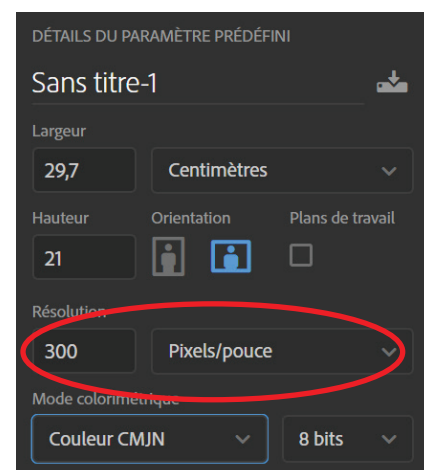 DÉTAILS DU PARAMÈTRE PRÉDÉFINI
Sans titre-1
Largeur
29,7 Centimètres
Hauteur Orientation Plans de travail
21
Résolution
300 Pixels/pouce
Mode colorimétrique
Couleur CMJN 8 bits